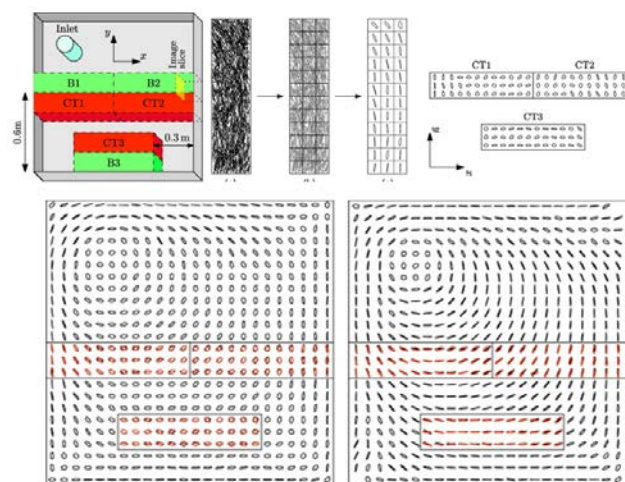 Inlet
y
x
Image
slice
B1
B2
CT1
CT2
0.6m
CT3
0.3 m
B3
CT1
CT2
CT3
y
x